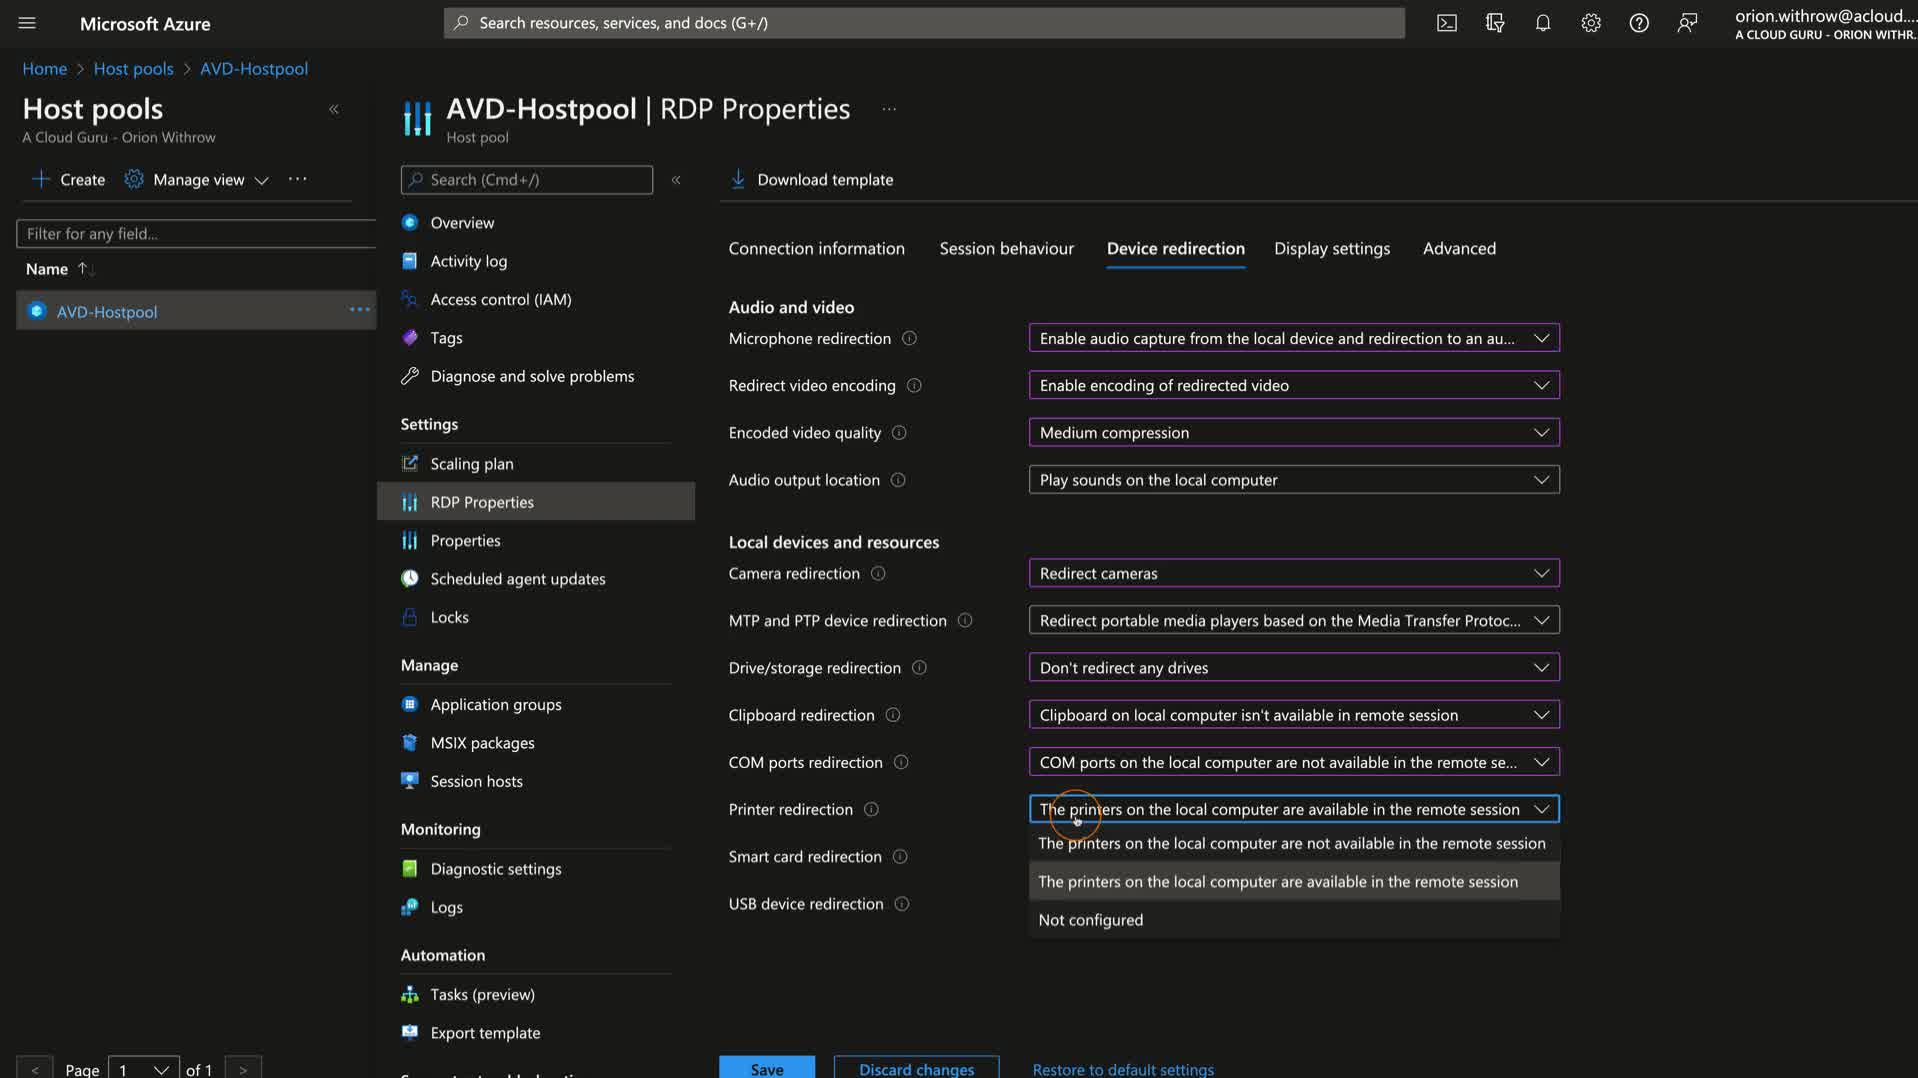 Microsoft Azure
Search resources, services, and docs (G+/)
orion.withrow@acloud....
A CLOUD GURU - ORION WITHR...
Home > Host pools > AVD-Hostpool
Host pools
A Cloud Guru - Orion Withrow
Create
Manage view
Filter for any field...
Name
AVD-Hostpool
Page 1 of 1
AVD-Hostpool | RDP Properties
Host pool
Search (Cmd+/)
Overview
Activity log
Access control (IAM)
Tags
Diagnose and solve problems
Settings
Scaling plan
RDP Properties
Properties
Scheduled agent updates
Locks
Manage
Application groups
MSIX packages
Session hosts
Monitoring
Diagnostic settings
Logs
Automation
Tasks (preview)
Export template
Download template
Connection information
Session behaviour
Device redirection
Display settings
Advanced
Audio and video
Microphone redirection
Enable audio capture from the local device and redirection to an au...
Redirect video encoding
Enable encoding of redirected video
Encoded video quality
Medium compression
Audio output location
Play sounds on the local computer
Local devices and resources
Camera redirection
Redirect cameras
MTP and PTP device redirection
Redirect portable media players based on the Media Transfer Protoc...
Drive/storage redirection
Don't redirect any drives
Clipboard redirection
Clipboard on local computer isn't available in remote session
COM ports redirection
COM ports on the local computer are not available in the remote se...
Printer redirection
The printers on the local computer are available in the remote session
The printers on the local computer are not available in the remote session
The printers on the local computer are available in the remote session
Not configured
Smart card redirection
USB device redirection
Save
Discard changes
Restore to default settings